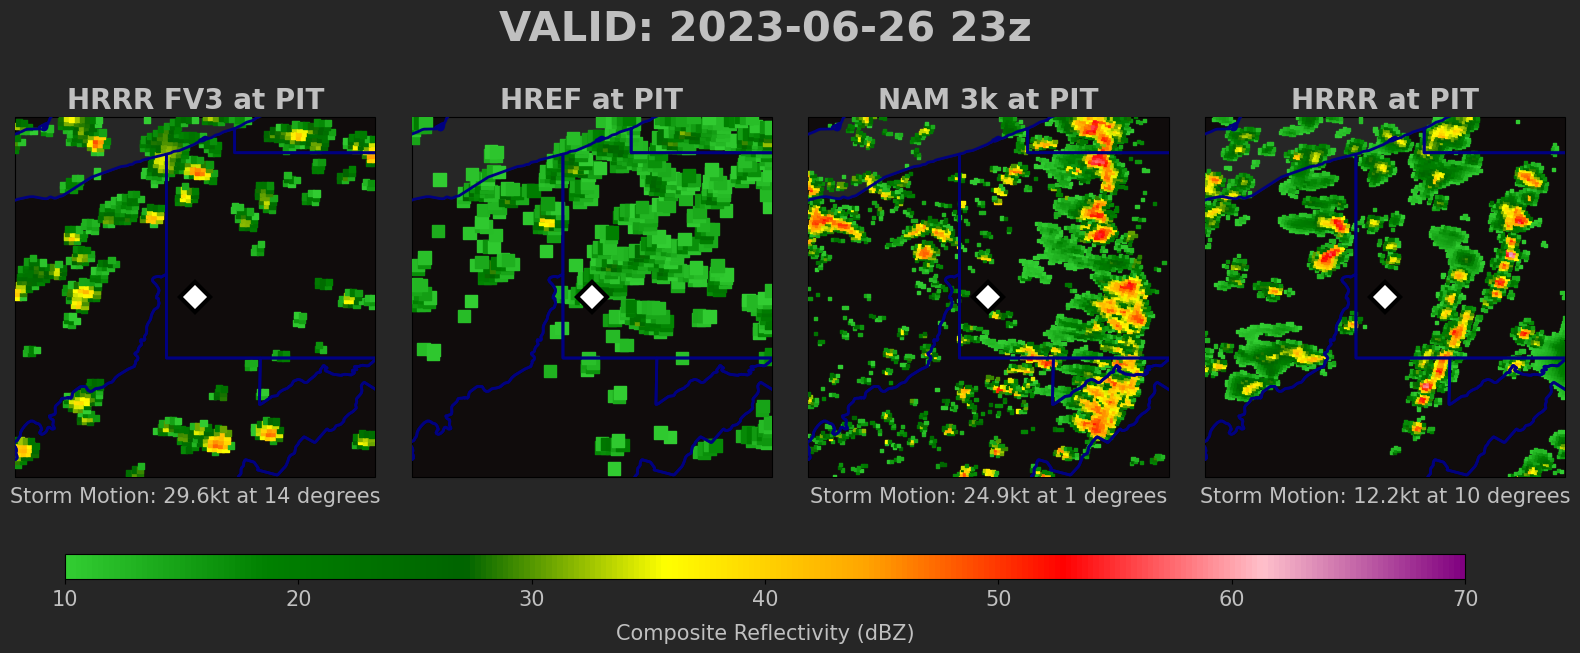 VALID: 2023-06-26 23z
HRRR FV3 at PIT
HREF at PIT
NAM 3k at PIT
HRRR at PIT
Storm Motion: 29.6kt at 14 degrees
Storm Motion: 24.9kt at 1 degrees
Storm Motion: 12.2kt at 10 degrees
10 20 30 40 50 60 70
Composite Reflectivity (dBZ)